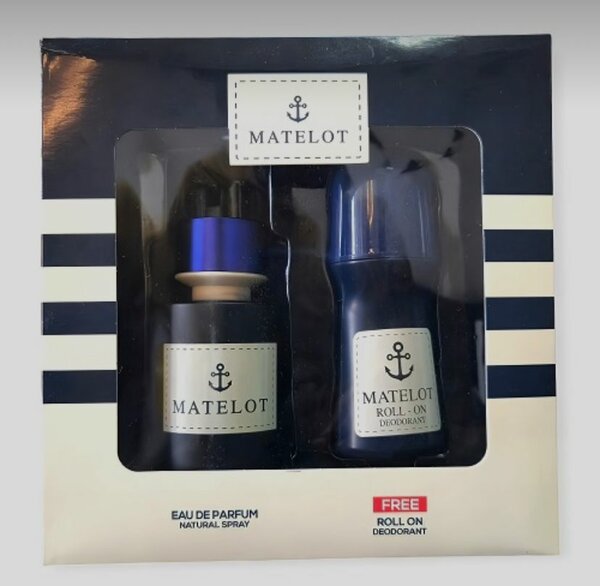 MATELOT
MATELOT
MATELOT
ROLL - ON
DEODORANT
EAU DE PARFUM
NATURAL SPRAY
FREE
ROLL ON
DEODORANT